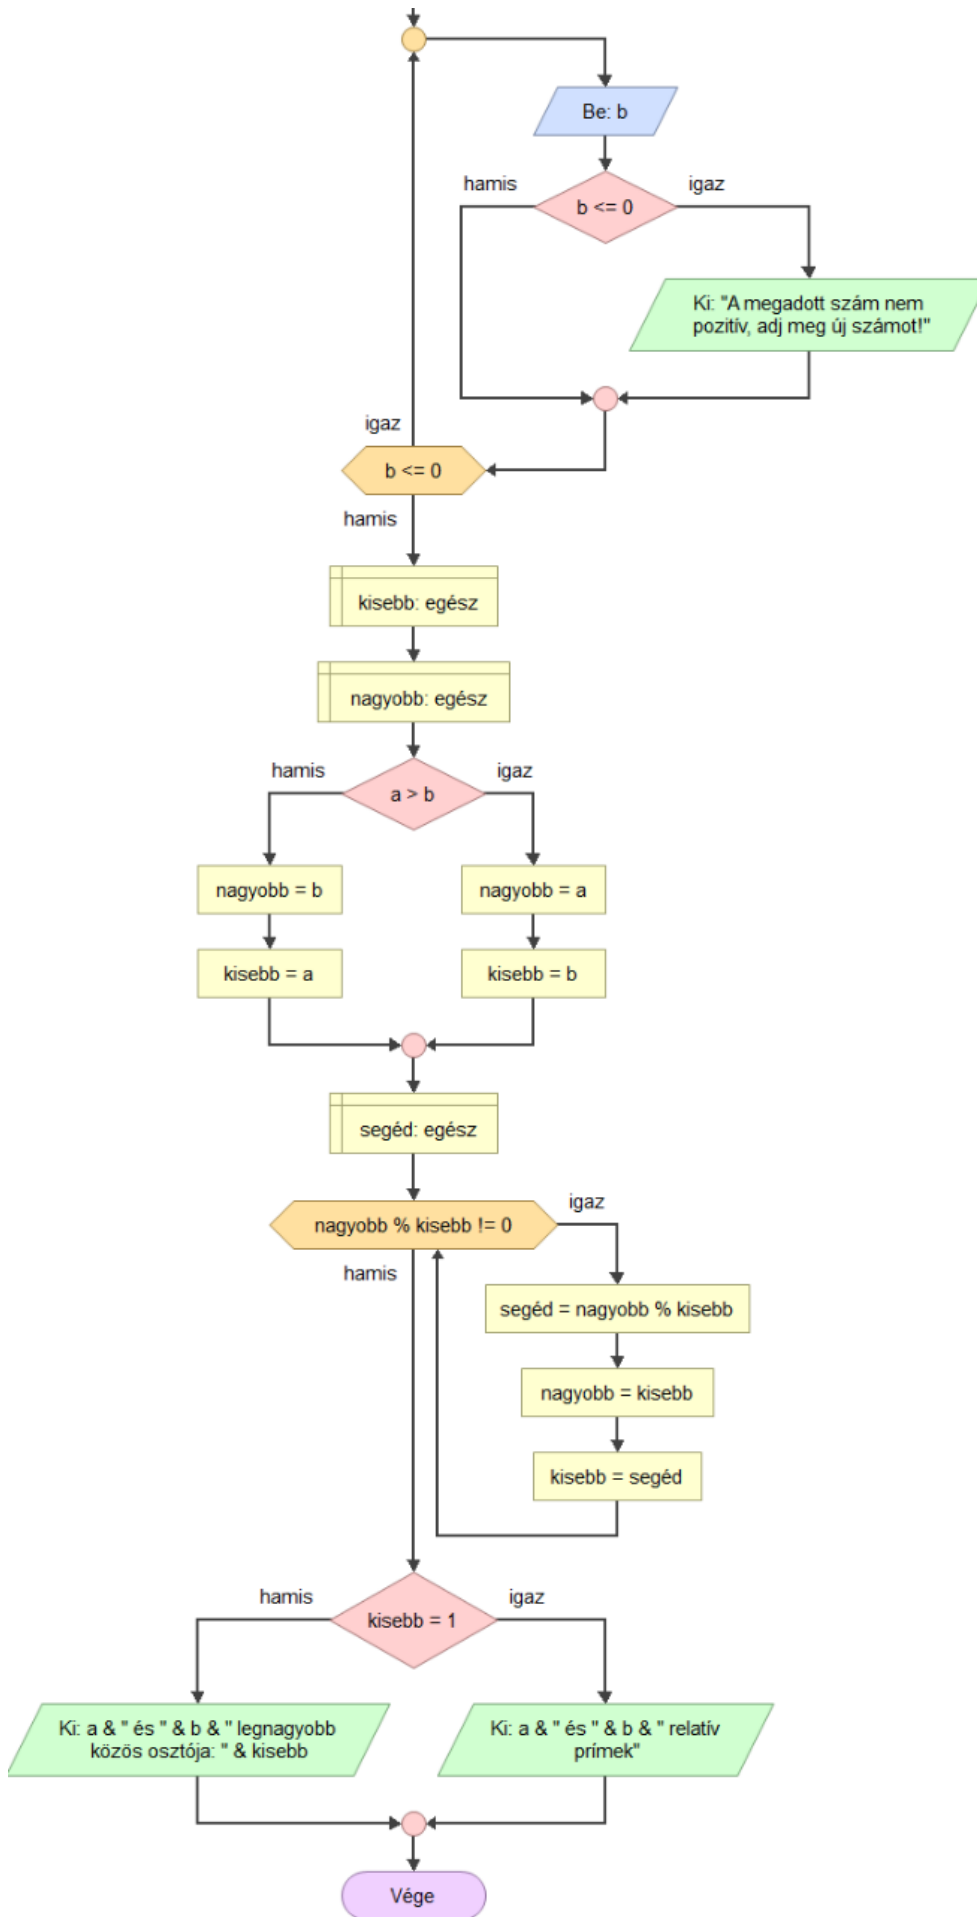 Be: b
hamis
igaz
b <= 0
Ki: "A megadott szám nem
pozitív, adj meg új számot!"
igaz
b <= 0
hamis
kisebb: egész
nagyobb: egész
hamis
igaz
a > b
nagyobb = b
nagyobb = a
kisebb = a
kisebb = b
segéd: egész
igaz
nagyobb % kisebb != 0
hamis
segéd = nagyobb % kisebb
nagyobb = kisebb
kisebb = segéd
hamis
igaz
kisebb = 1
Ki: a & " és " & b & " legnagyobb
közös osztója: " & kisebb
Ki: a & " és " & b & " relatív
prímek"
Vége